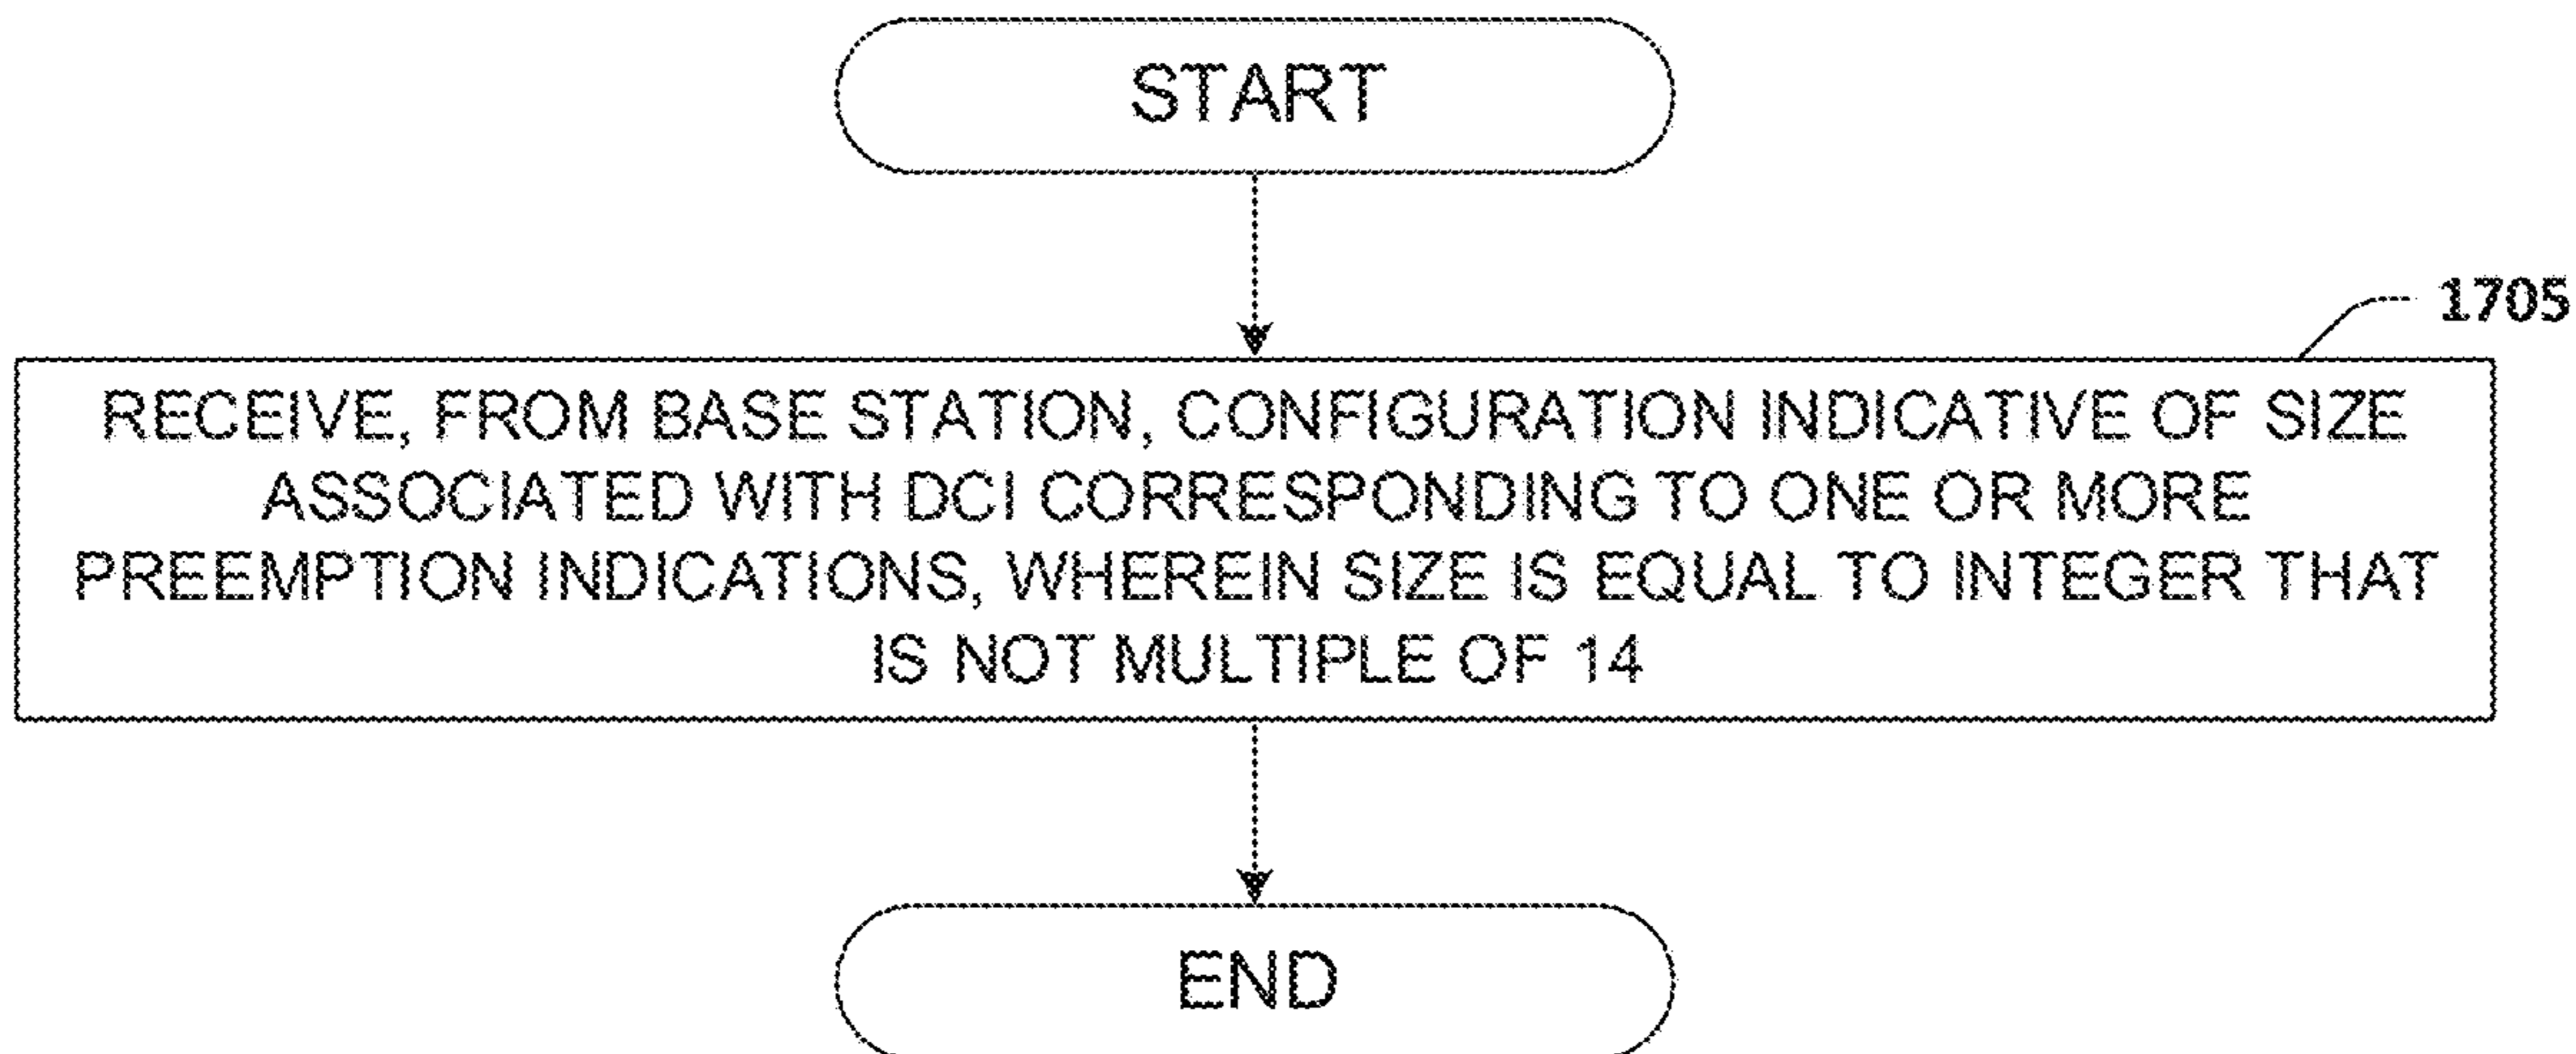 START
1705
RECEIVE, FROM BASE STATION, CONFIGURATION INDICATIVE OF SIZE
ASSOCIATED WITH DCI CORRESPONDING TO ONE OR MORE
PREEMPTION INDICATIONS, WHEREIN SIZE IS EQUAL TO INTEGER THAT
IS NOT MULTIPLE OF 14
END